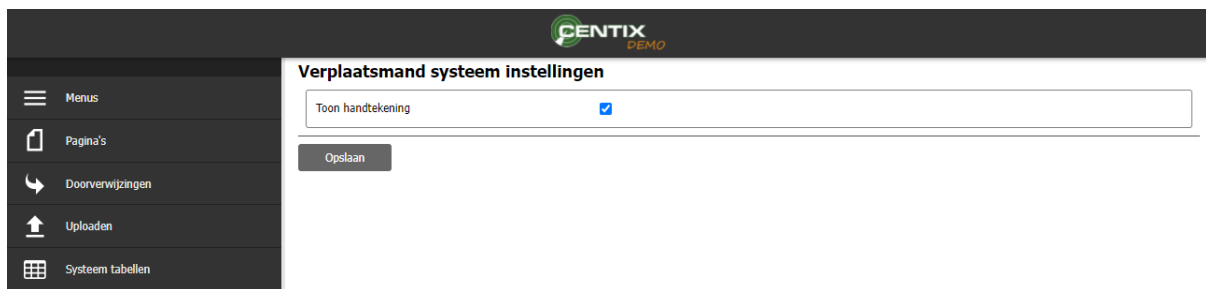 CENTIX
DEMO
Verplaatsmand systeem instellingen
Toon handtekening
Opslaan
Menus
Pagina's
Doorverwijzingen
Uploaden
Systeem tabellen